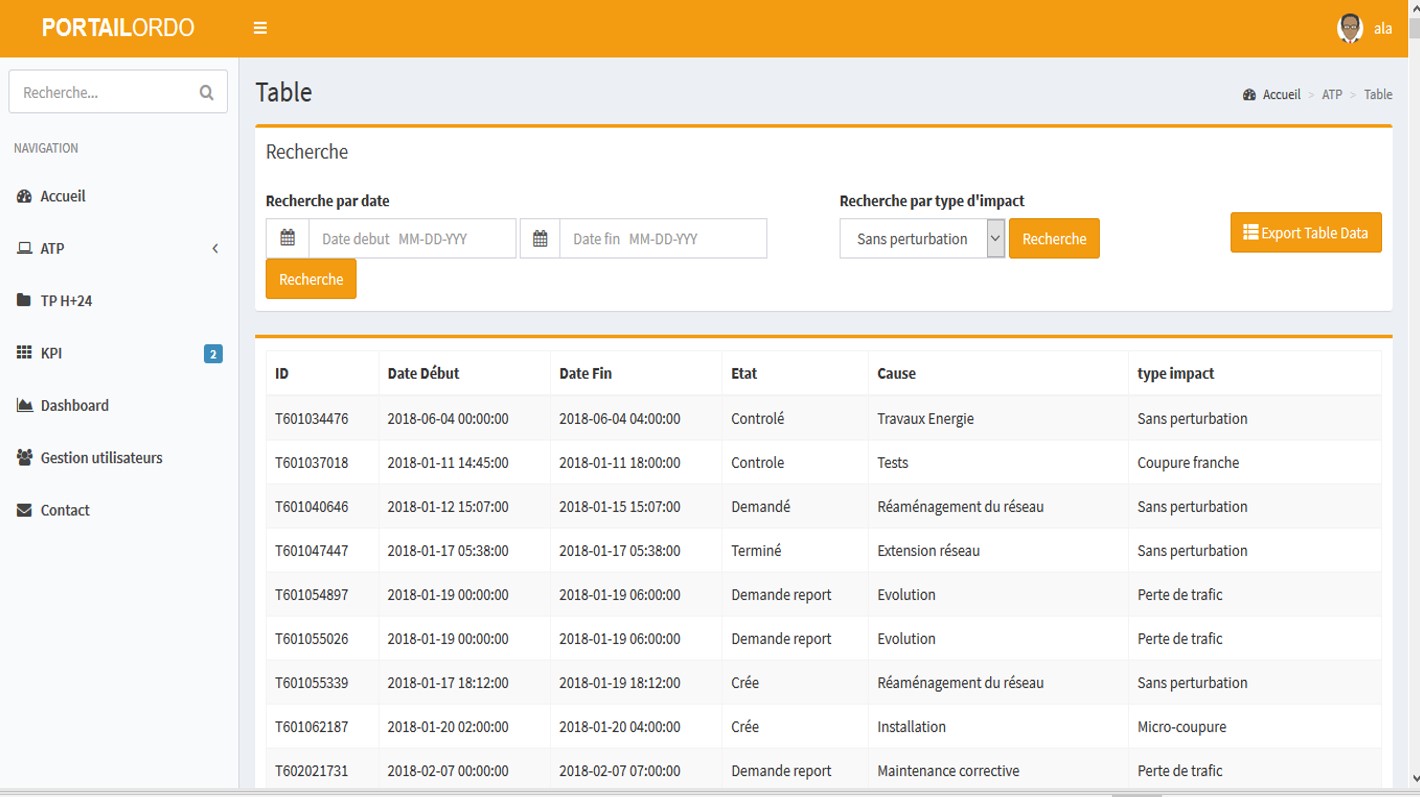 PORTAILORDO
ala
Recherche...
NAVIGATION
Accueil
ATP
TP H+24
KPI 2
Dashboard
Gestion utilisateurs
Contact
Table
Accueil > ATP > Table
Recherche
Recherche par date
Date debut MM-DD-YYY Date fin MM-DD-YYY
Recherche
Recherche par type d'impact
Sans perturbation Recherche
Export Table Data
ID Date Début Date Fin Etat Cause type impact
T601034476 2018-06-04 00:00:00 2018-06-04 04:00:00 Controlé Travaux Energie Sans perturbation
T601037018 2018-01-11 14:45:00 2018-01-11 18:00:00 Controle Tests Coupure franche
T601040646 2018-01-12 15:07:00 2018-01-15 15:07:00 Demandé Réaménagement du réseau Sans perturbation
T601047447 2018-01-17 05:38:00 2018-01-17 05:38:00 Terminé Extension réseau Sans perturbation
T601054897 2018-01-19 00:00:00 2018-01-19 06:00:00 Demande report Evolution Perte de trafic
T601055026 2018-01-19 00:00:00 2018-01-19 06:00:00 Demande report Evolution Perte de trafic
T601055339 2018-01-17 18:12:00 2018-01-19 18:12:00 Crée Réaménagement du réseau Sans perturbation
T601062187 2018-01-20 02:00:00 2018-01-20 04:00:00 Crée Installation Micro-coupure
T602021731 2018-02-07 00:00:00 2018-02-07 07:00:00 Demande report Maintenance corrective Perte de trafic